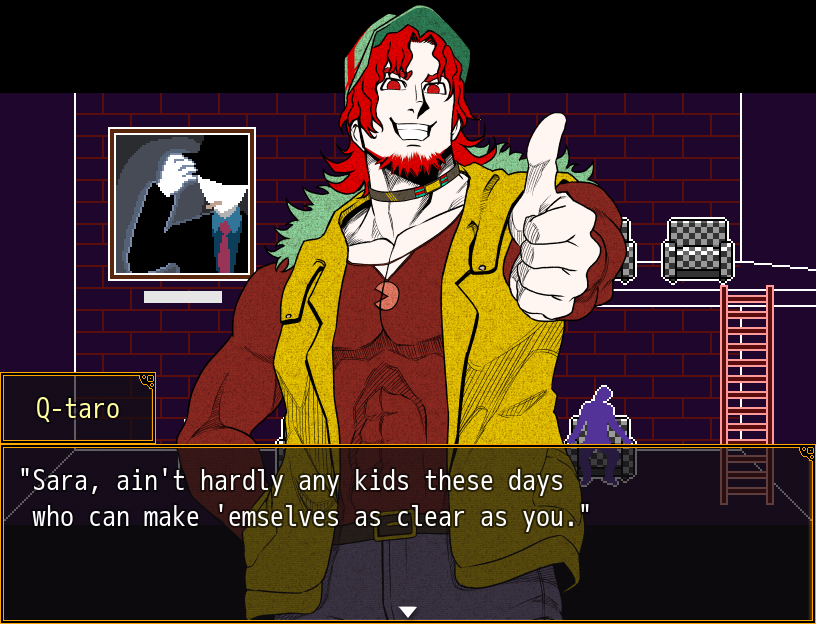 Q-taro
"Sara, ain't hardly any kids these days
who can make 'emselves as clear as you."